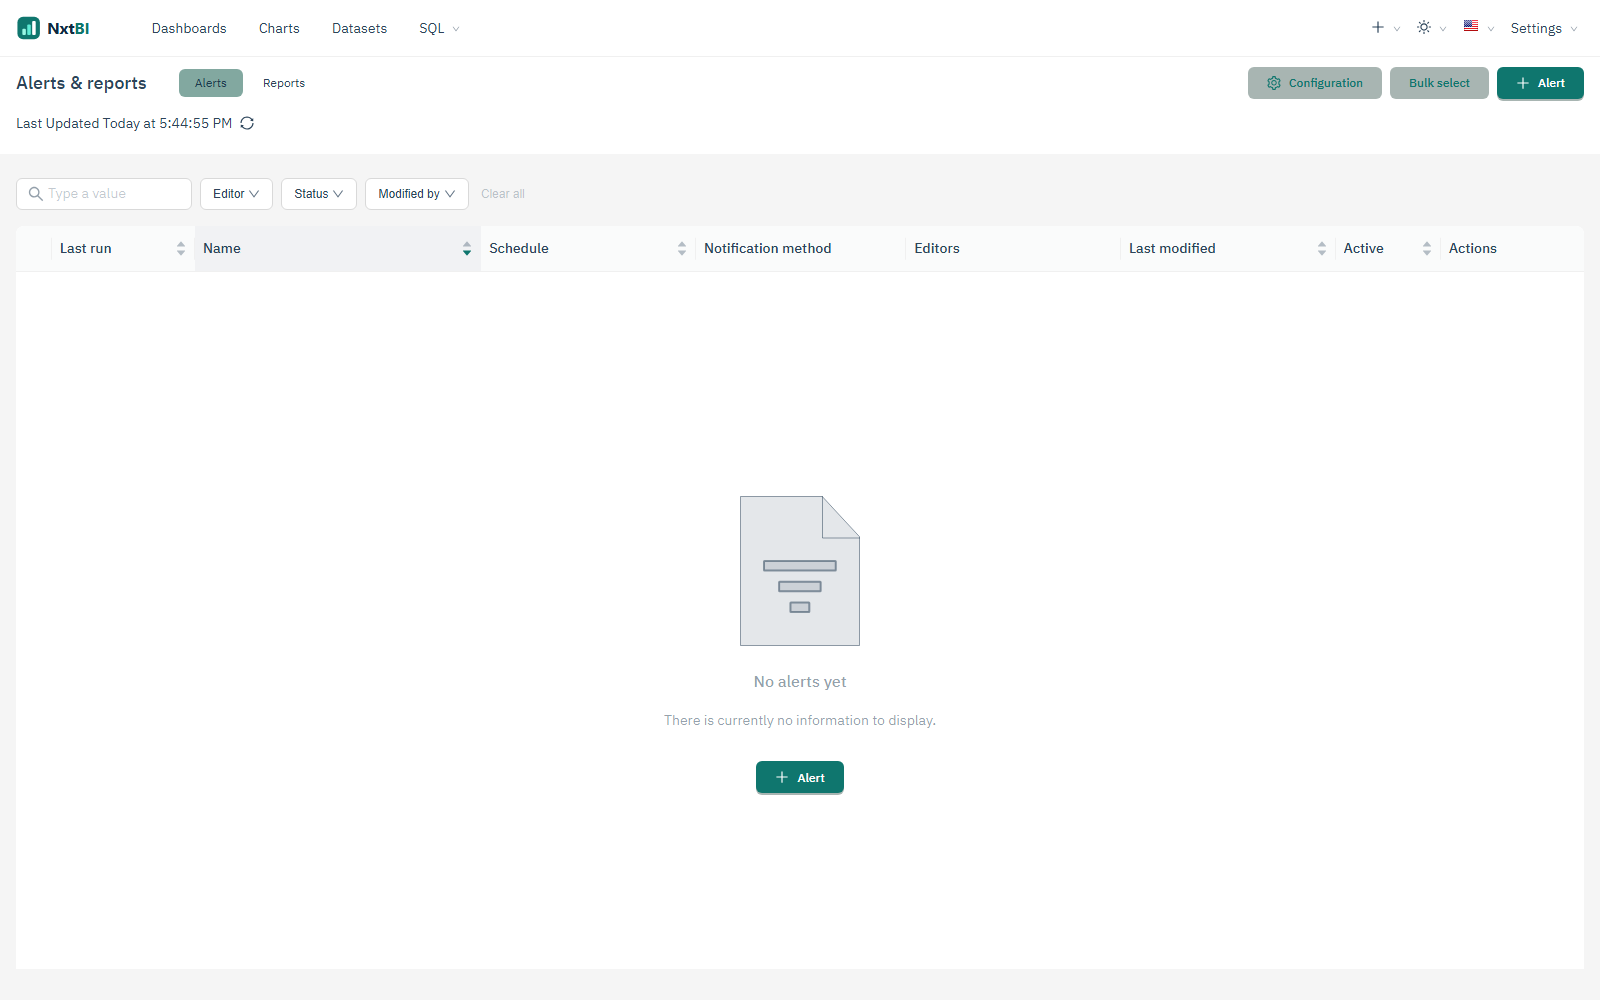 NxtBI
Dashboards
Charts
Datasets
SQL
Settings
Alerts & reports
Alerts
Reports
Configuration
Bulk select
Alert
Last Updated Today at 5:44:55 PM
Type a value
Editor
Status
Modified by
Clear all
Last run
Name
Schedule
Notification method
Editors
Last modified
Active
Actions
No alerts yet
There is currently no information to display.
Alert